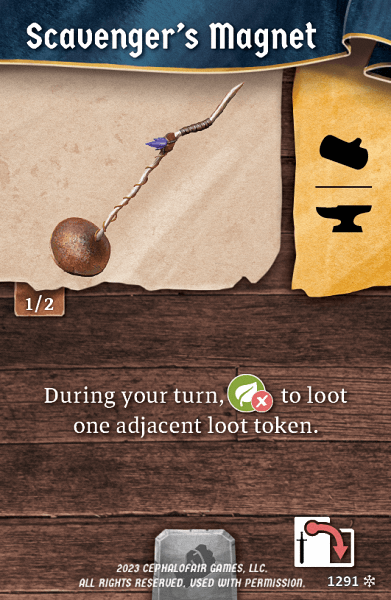 Scavenger's Magnet
1/2
During your turn, to loot
one adjacent loot token.
2023 CEPHALOFAIR GAMES, LLC.
ALL RIGHTS RESERVED. USED WITH PERMISSION.
1291